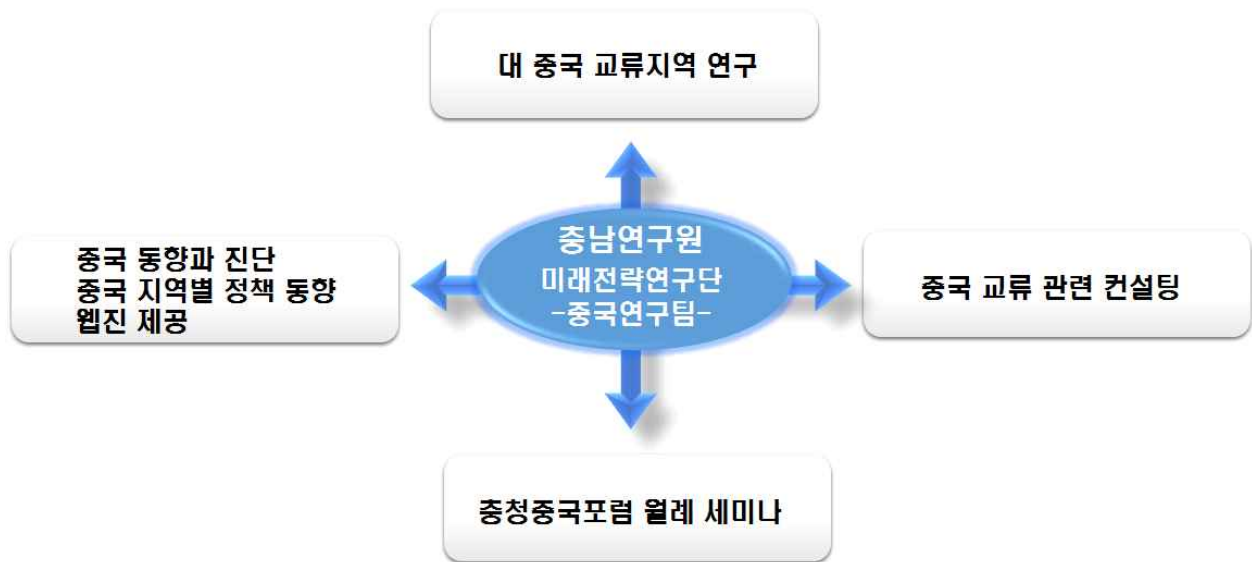 대 중국 교류지역 연구
중국 동향과 진단
중국 지역별 정책 동향
웹진 제공
충남연구원
미래전략연구단
-중국연구팀-
중국 교류 관련 컨설팅
충청중국포럼 월례 세미나